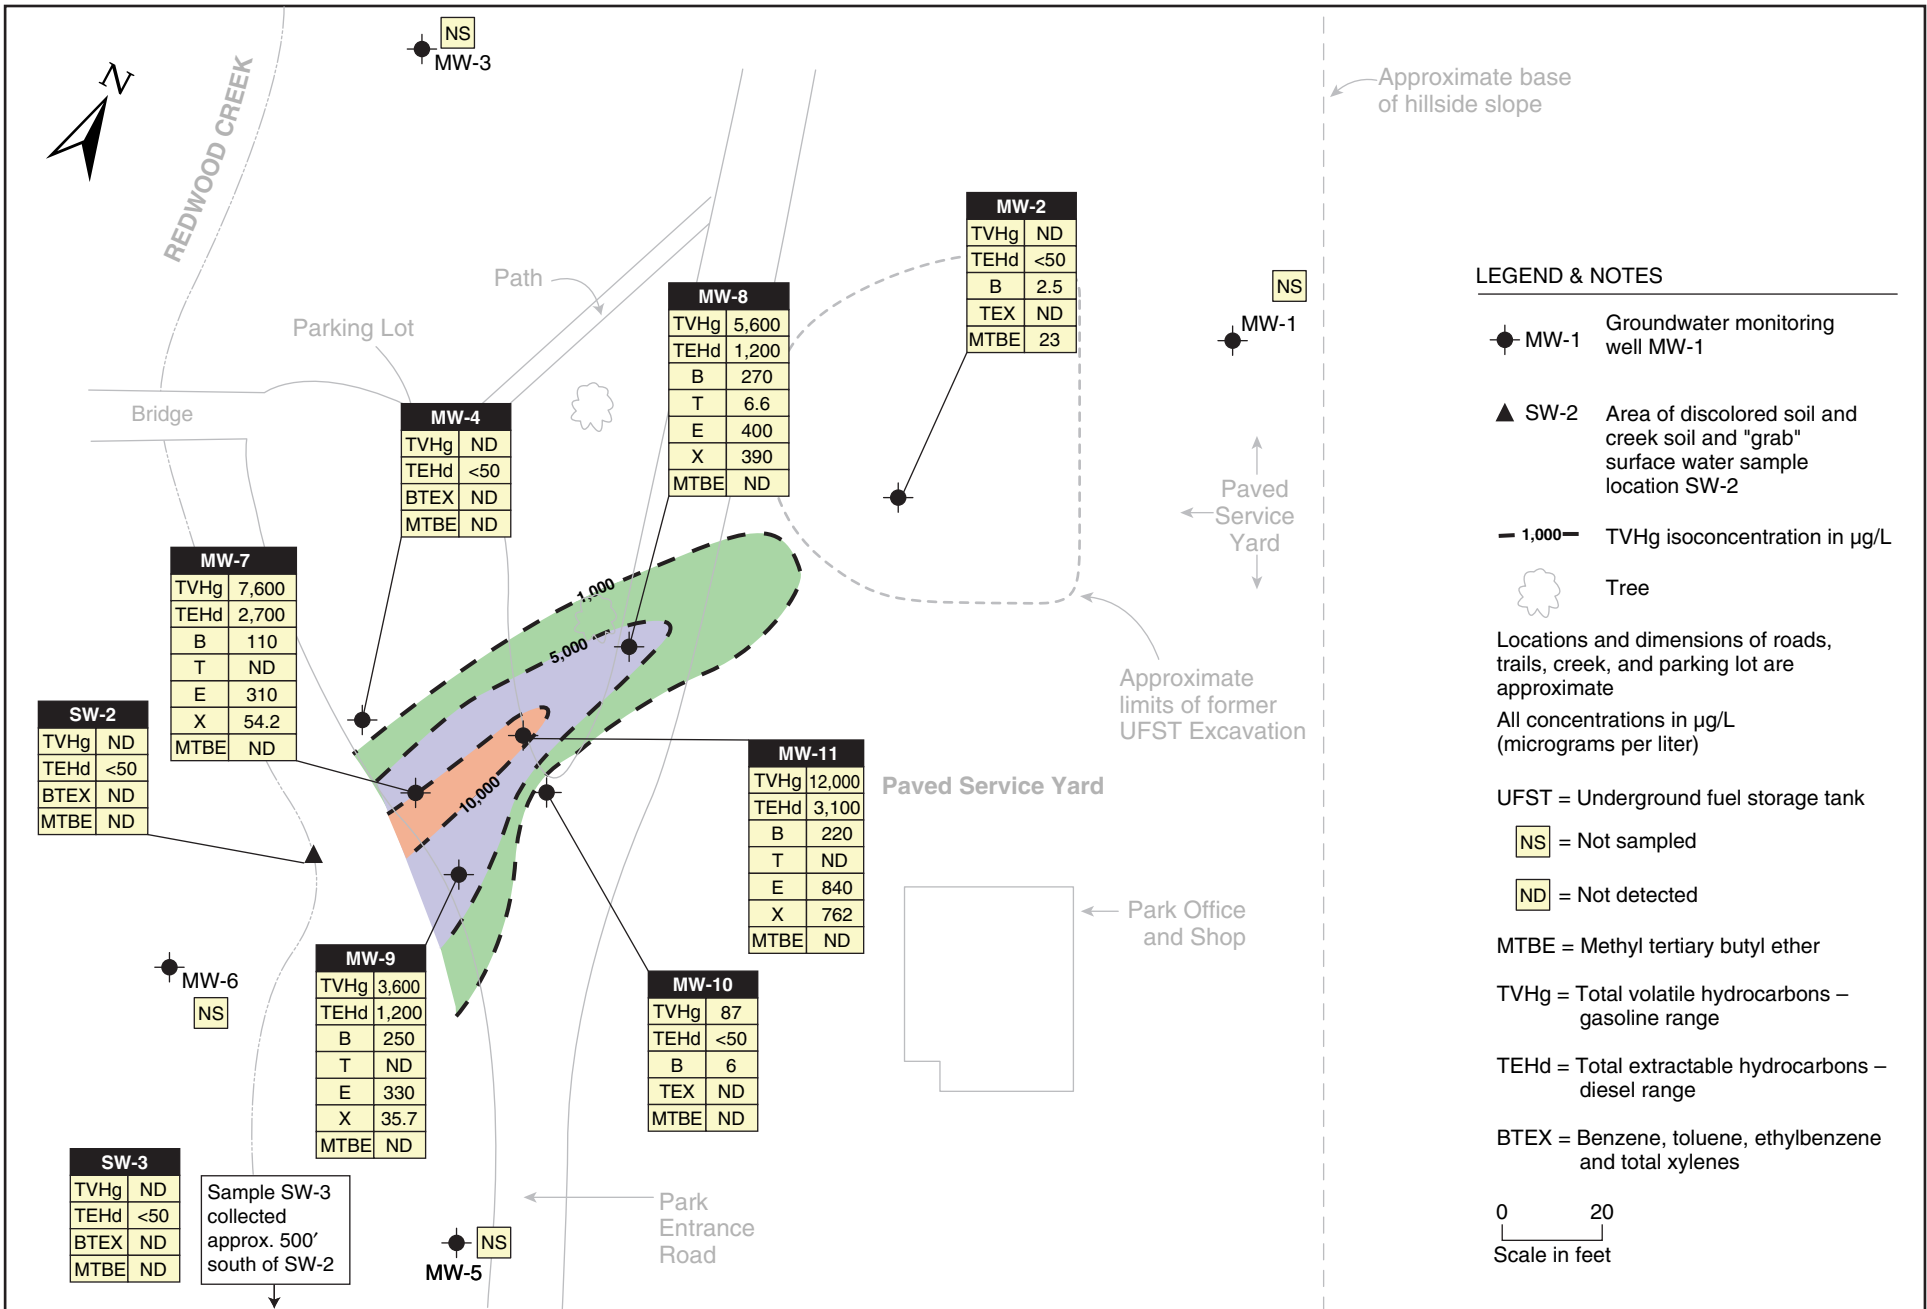 N
REDWOOD CREEK
NS
MW-3
Approximate base
of hillside slope
Path
Parking Lot
Bridge
MW-2
TVHg ND
TEHd <50
B 2.5
TEX ND
MTBE 23
NS
MW-1
MW-8
TVHg 5,600
TEHd 1,200
B 270
T 6.6
E 400
X 390
MTBE ND
MW-4
TVHg ND
TEHd <50
BTEX ND
MTBE ND
Paved
Service
Yard
MW-7
TVHg 7,600
TEHd 2,700
B 110
T ND
E 310
X 54.2
MTBE ND
1,000
5,000
10,000
Approximate
limits of former
UFST Excavation
SW-2
TVHg ND
TEHd <50
BTEX ND
MTBE ND
MW-11
TVHg 12,000
TEHd 3,100
B 220
T ND
E 840
X 762
MTBE ND
Paved Service Yard
Park Office
and Shop
MW-6
NS
MW-9
TVHg 3,600
TEHd 1,200
B 250
T ND
E 330
X 35.7
MTBE ND
MW-10
TVHg 87
TEHd <50
B 6
TEX ND
MTBE ND
SW-3
TVHg ND
TEHd <50
BTEX ND
MTBE ND
Sample SW-3
collected
approx. 500′
south of SW-2
NS
MW-5
Park
Entrance
Road
LEGEND & NOTES
MW-1 Groundwater monitoring
well MW-1
SW-2 Area of discolored soil and
creek soil and "grab"
surface water sample
location SW-2
1,000 TVHg isoconcentration in µg/L
Tree
Locations and dimensions of roads,
trails, creek, and parking lot are
approximate
All concentrations in µg/L
(micrograms per liter)
UFST = Underground fuel storage tank
NS = Not sampled
ND = Not detected
MTBE = Methyl tertiary butyl ether
TVHg = Total volatile hydrocarbons –
gasoline range
TEHd = Total extractable hydrocarbons –
diesel range
BTEX = Benzene, toluene, ethylbenzene
and total xylenes
0 20
Scale in feet